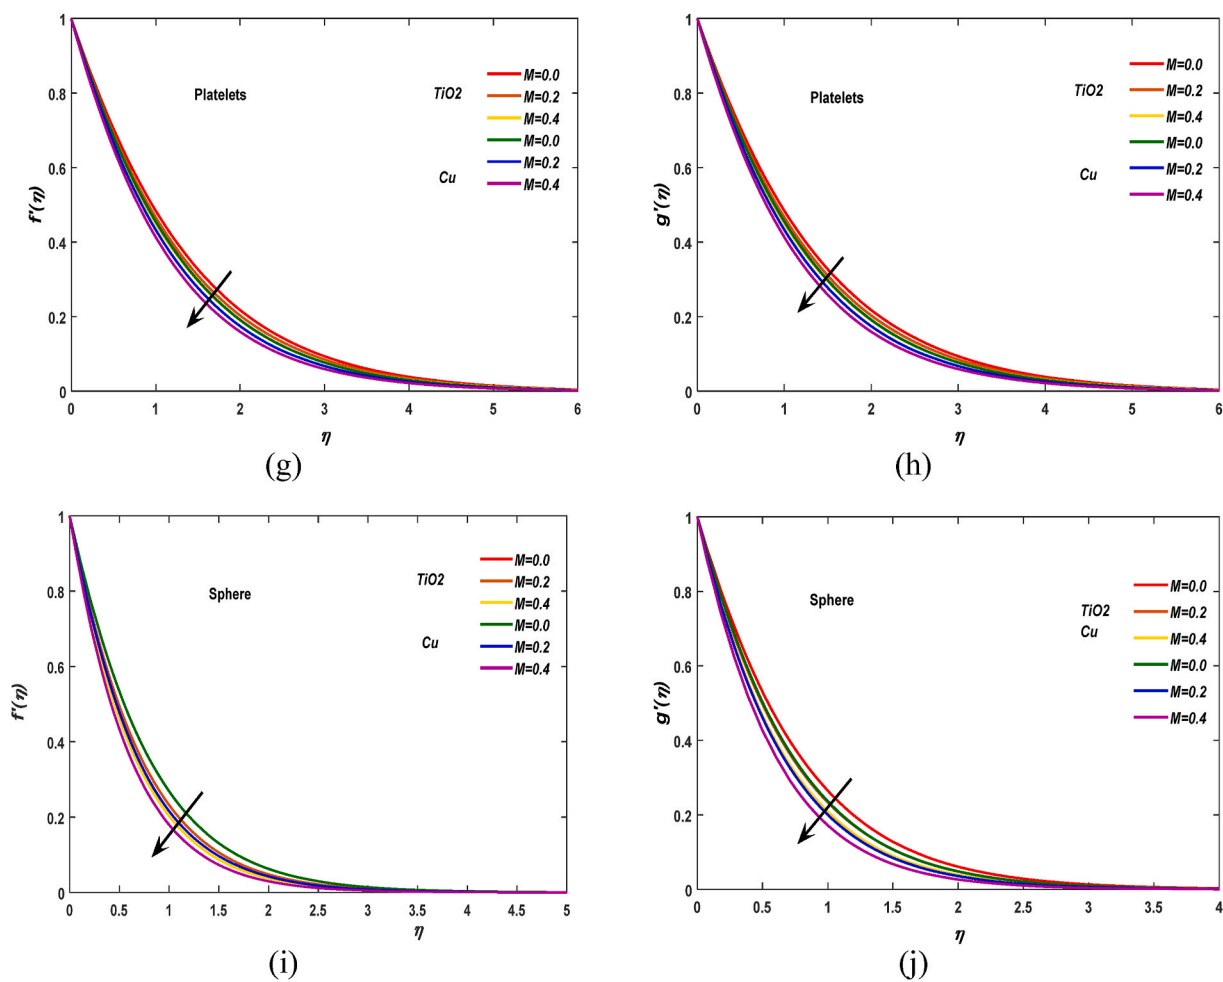 Platelets
TiO2
Cu
M=0.0
M=0.2
M=0.4
M=0.0
M=0.2
M=0.4
f'(η)
1
0.8
0.6
0.4
0.2
0
0 1 2 3 4 5 6
η
(g)
Platelets
TiO2
Cu
M=0.0
M=0.2
M=0.4
M=0.0
M=0.2
M=0.4
g'(η)
1
0.8
0.6
0.4
0.2
0
0 1 2 3 4 5 6
η
(h)
Sphere
TiO2
Cu
M=0.0
M=0.2
M=0.4
M=0.0
M=0.2
M=0.4
f'(η)
1
0.8
0.6
0.4
0.2
0
0 0.5 1 1.5 2 2.5 3 3.5 4 4.5 5
η
(i)
Sphere
TiO2
Cu
M=0.0
M=0.2
M=0.4
M=0.0
M=0.2
M=0.4
g'(η)
1
0.8
0.6
0.4
0.2
0
0 0.5 1 1.5 2 2.5 3 3.5 4
η
(j)